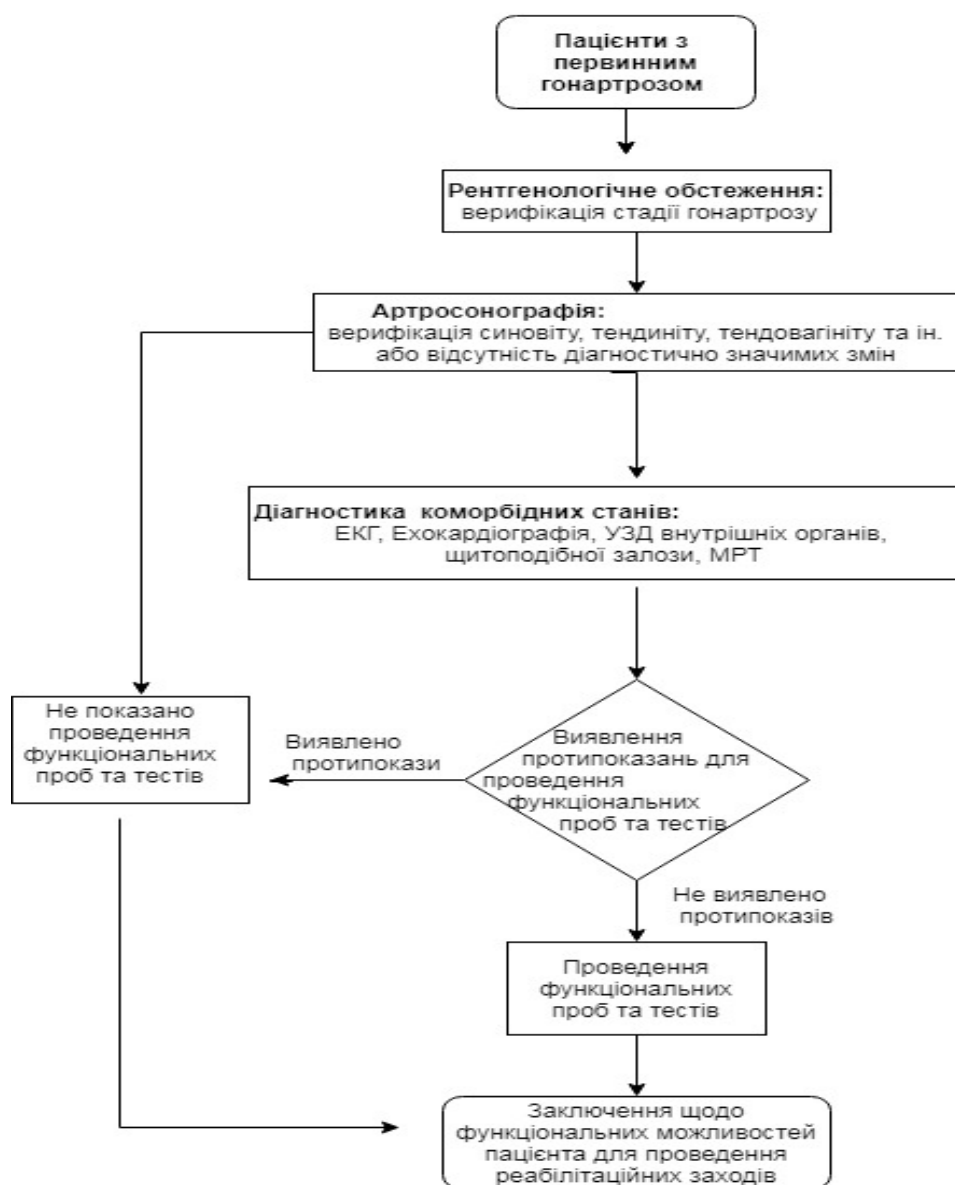 Пацієнти з
первинним
гонартрозом
Рентгенологічне обстеження:
верифікація стадії гонартрозу
Артросонографія:
верифікація синовіту, тендиніту, тендовагініту та ін.
або відсутність діагностично значимих змін
Діагностика коморбідних станів:
ЕКГ, Ехокардіографія, УЗД внутрішніх органів,
щитоподібної залози, МРТ
Не показано
проведення
функціональних
проб та тестів
Виявлено
протипокази
Виявлення
протипоказань для
проведення
функціональних
проб та тестів
Не виявлено
протипоказів
Проведення
функціональних
проб та тестів
Заключення щодо
функціональних можливостей
пацієнта для проведення
реабілітаційних заходів